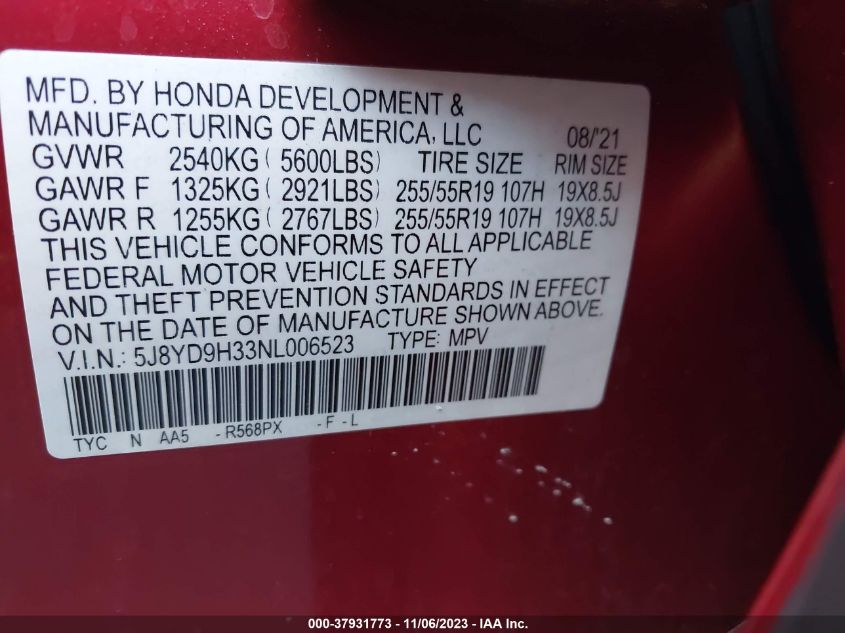 MFD. BY HONDA DEVELOPMENT &
MANUFACTURING OF AMERICA, LLC 08/'21
GVWR 2540KG ( 5600LBS) TIRE SIZE RIM SIZE
GAWR F 1325KG ( 2921LBS) 255/55R19 107H 19X8.5J
GAWR R 1255KG ( 2767LBS) 255/55R19 107H 19X8.5J
THIS VEHICLE CONFORMS TO ALL APPLICABLE
FEDERAL MOTOR VEHICLE SAFETY
AND THEFT PREVENTION STANDARDS IN EFFECT
ON THE DATE OF MANUFACTURE SHOWN ABOVE.
V.I.N.: 5J8YD9H33NL006523 TYPE: MPV
TYC N AA5 -R568PX -F-L
000-37931773 - 11/06/2023 - IAA Inc.